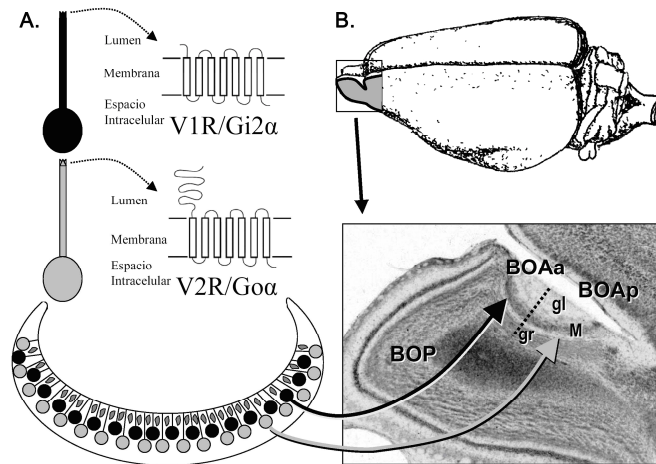 A.
Lumen
Membrana
Espacio
Intracelular
V1R/Gi2α
Lumen
Membrana
Espacio
Intracelular
V2R/Goα
B.
BOAa
BOAp
gl
gr
M
BOP